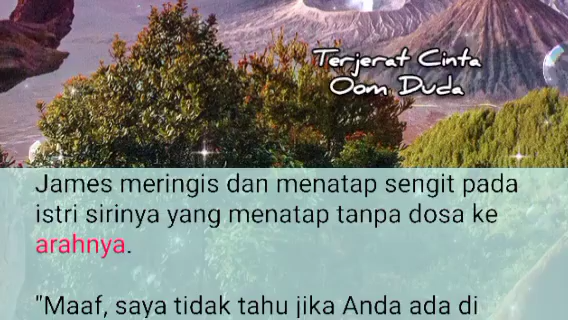 Terjerat Cinta
Oom Duda
James meringis dan menatap sengit pada
istri sirinya yang menatap tanpa dosa ke
arahnya.
"Maaf, saya tidak tahu jika Anda ada di